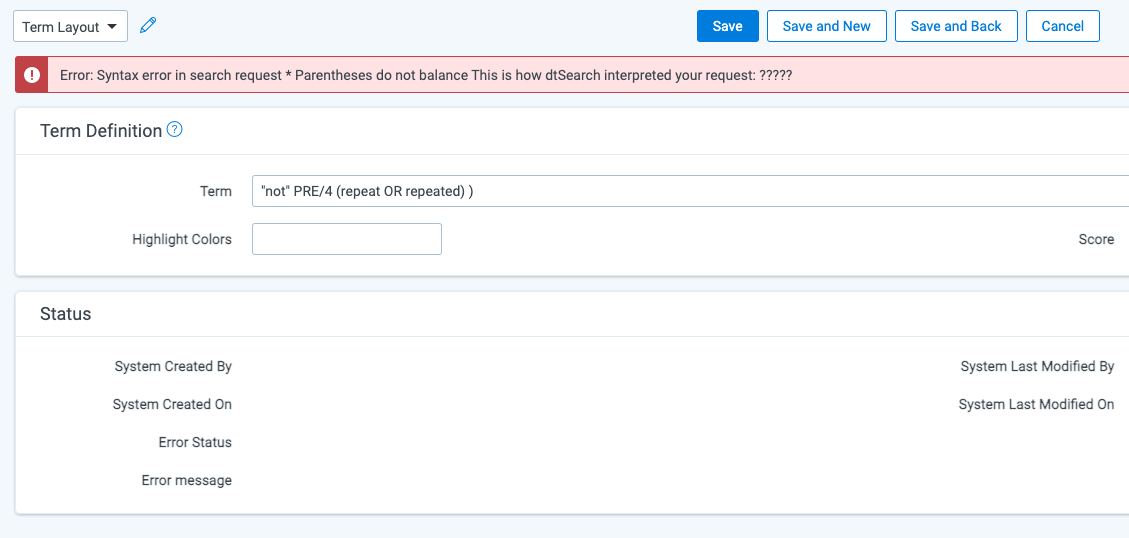 Term Layout
Save
Save and New
Save and Back
Cancel
Error: Syntax error in search request * Parentheses do not balance This is how dtSearch interpreted your request: ?????
Term Definition ?
Term "not" PRE/4 (repeat OR repeated) )
Highlight Colors Score
Status
System Created By System Last Modified By
System Created On System Last Modified On
Error Status
Error message